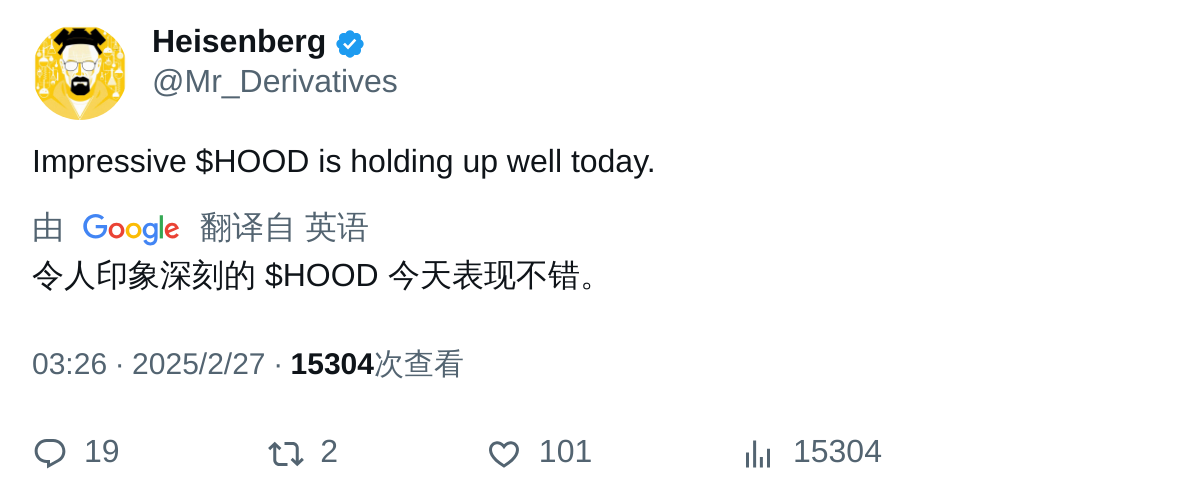 Heisenberg
@Mr_Derivatives
Impressive $HOOD is holding up well today.
由 Google 翻译自 英语
令人印象深刻的 $HOOD 今天表现不错。
03:26 · 2025/2/27 · 15304次查看
19 2 101 15304